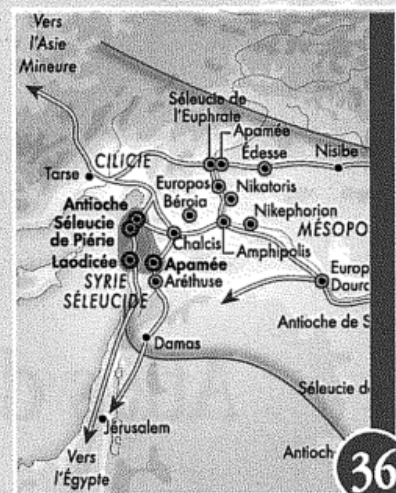 Vers
l'Asie
Mineure
Séleucie de
l'Euphrate
Apamée
Édesse
Nisibe
CILICIE
Tarse
Europos
Nikatoris
Béroia
Antioche
Séleucie
de Piérie
Nikephorion
MÉSOPO
Chalcis
Amphipolis
Laodicée
Apamée
SYRIE
SÉLEUCIDE
Aréthuse
Europ
Doura
Antioche de S
Damas
Séleucie d
Jérusalem
Vers
l'Égypte
Antioch
36